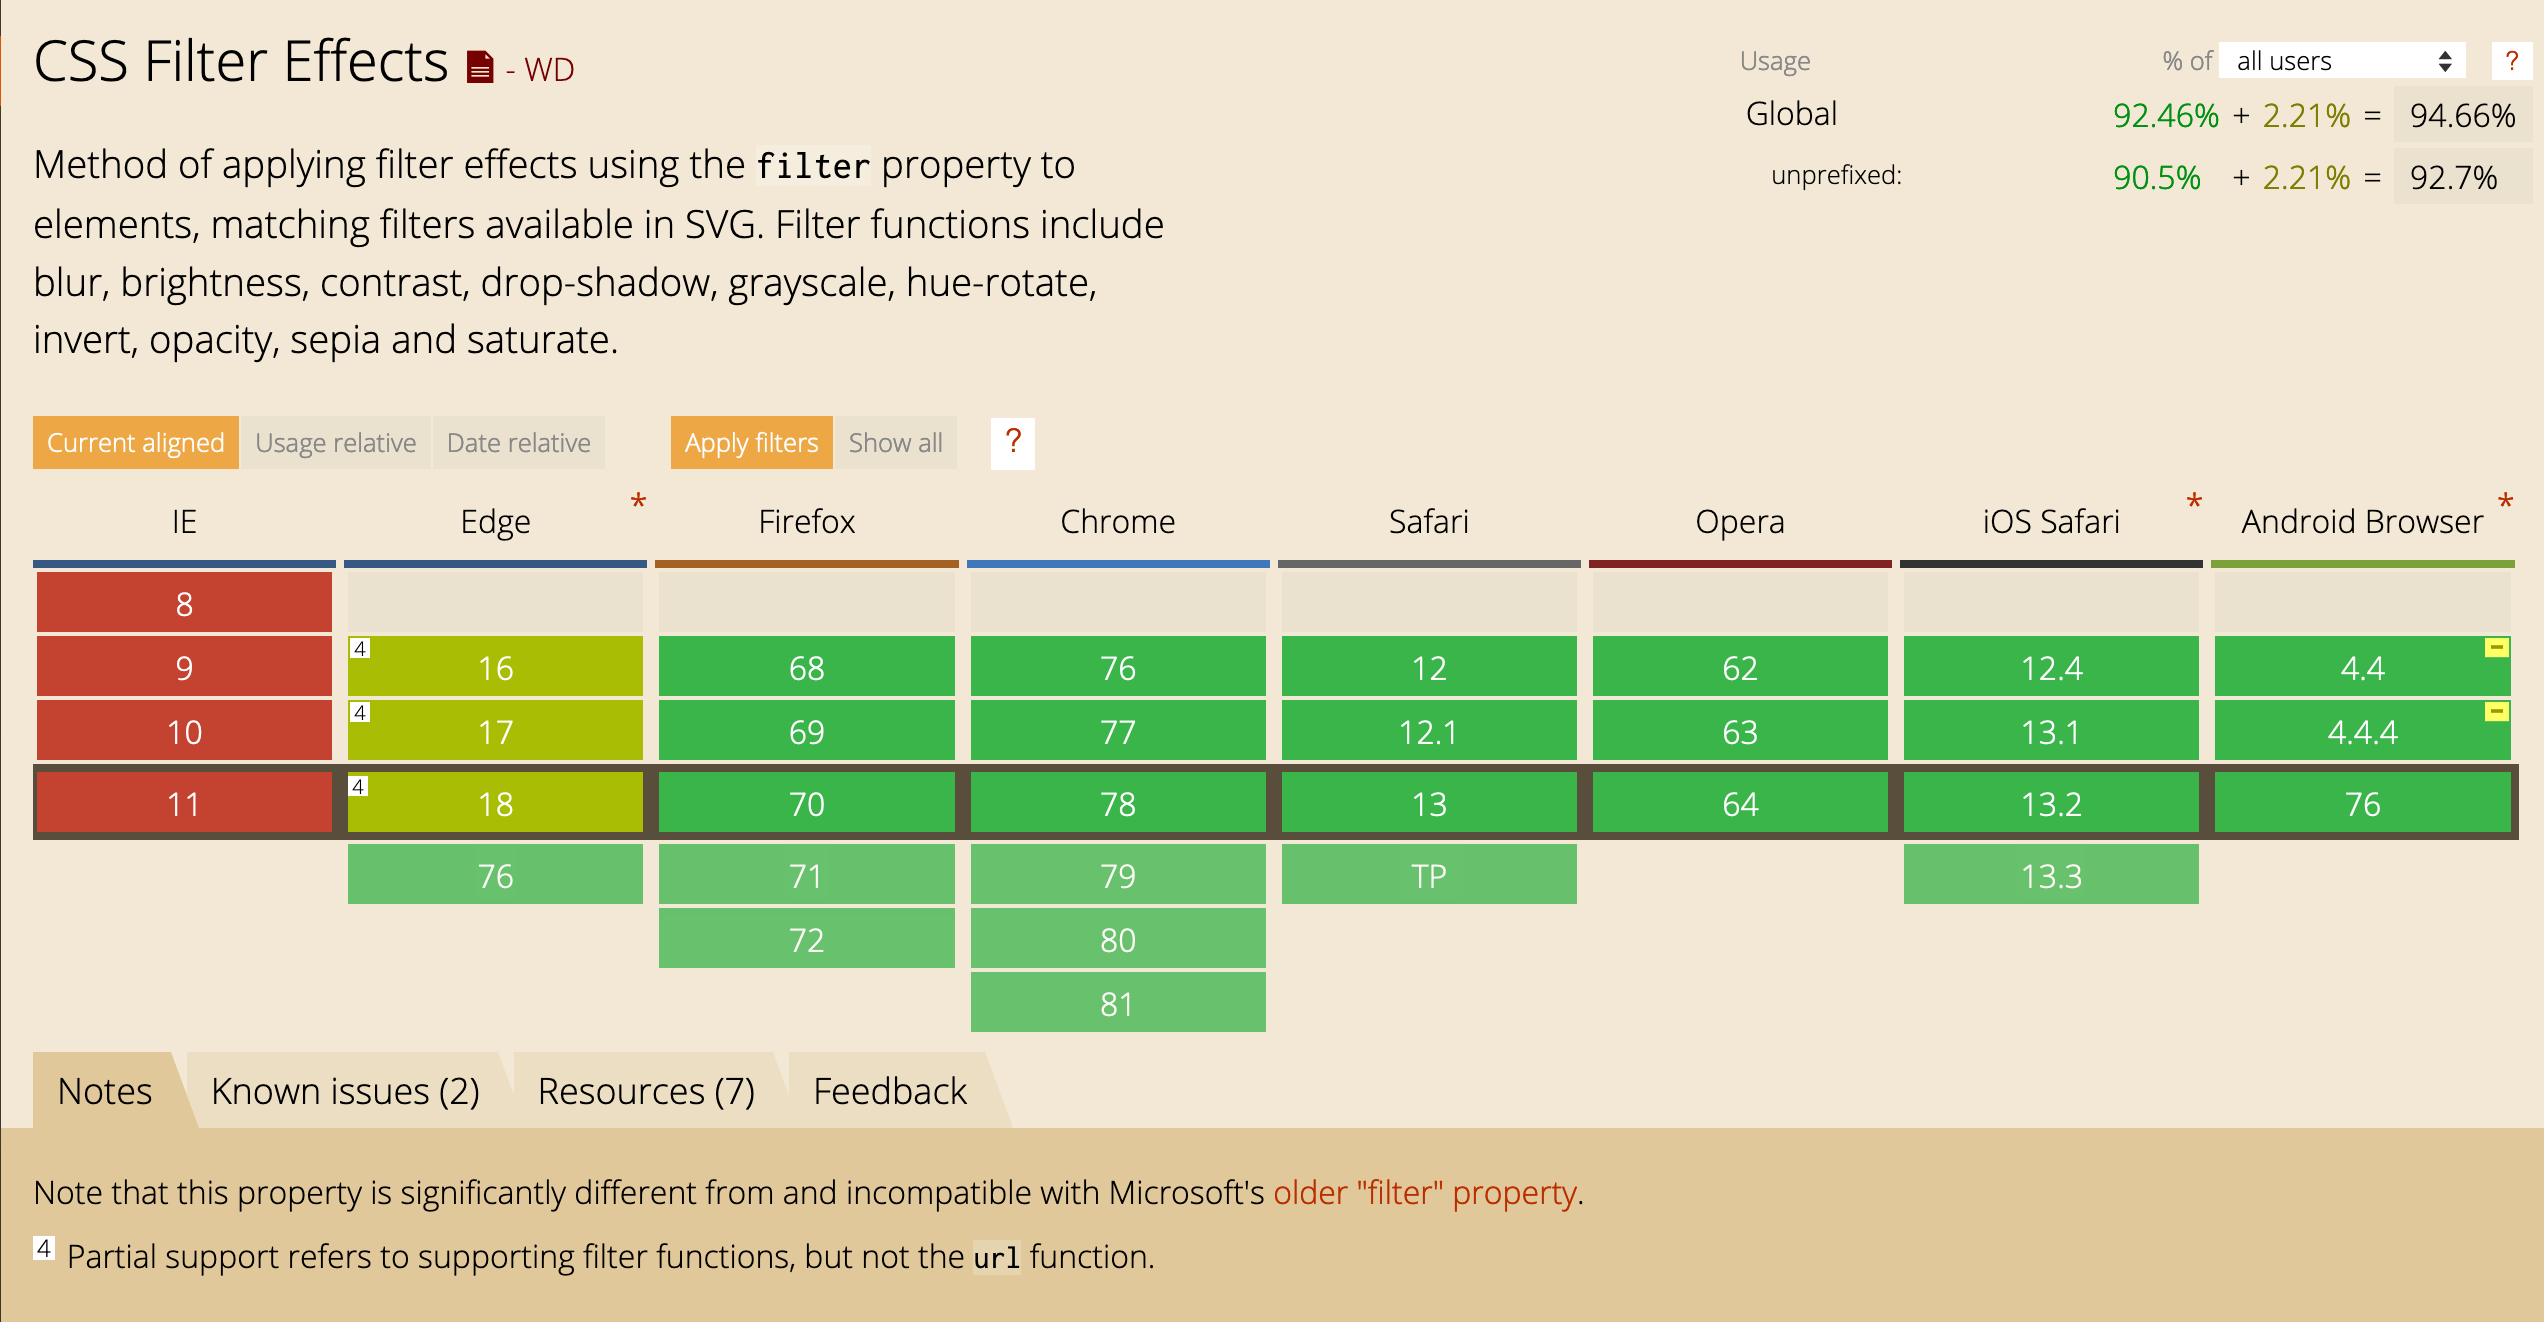 CSS Filter Effects - WD
Usage % of all users ?
Global 92.46% + 2.21% = 94.66%
unprefixed: 90.5% + 2.21% = 92.7%
Method of applying filter effects using the filter property to
elements, matching filters available in SVG. Filter functions include
blur, brightness, contrast, drop-shadow, grayscale, hue-rotate,
invert, opacity, sepia and saturate.
Current aligned Usage relative Date relative Apply filters Show all ?
IE Edge * Firefox Chrome Safari Opera iOS Safari * Android Browser *
8
9 4 16 68 76 12 62 12.4 4.4 −
10 4 17 69 77 12.1 63 13.1 4.4.4 −
11 4 18 70 78 13 64 13.2 76
76 71 79 TP 13.3
72 80
81
Notes Known issues (2) Resources (7) Feedback
Note that this property is significantly different from and incompatible with Microsoft's older "filter" property.
4 Partial support refers to supporting filter functions, but not the url function.